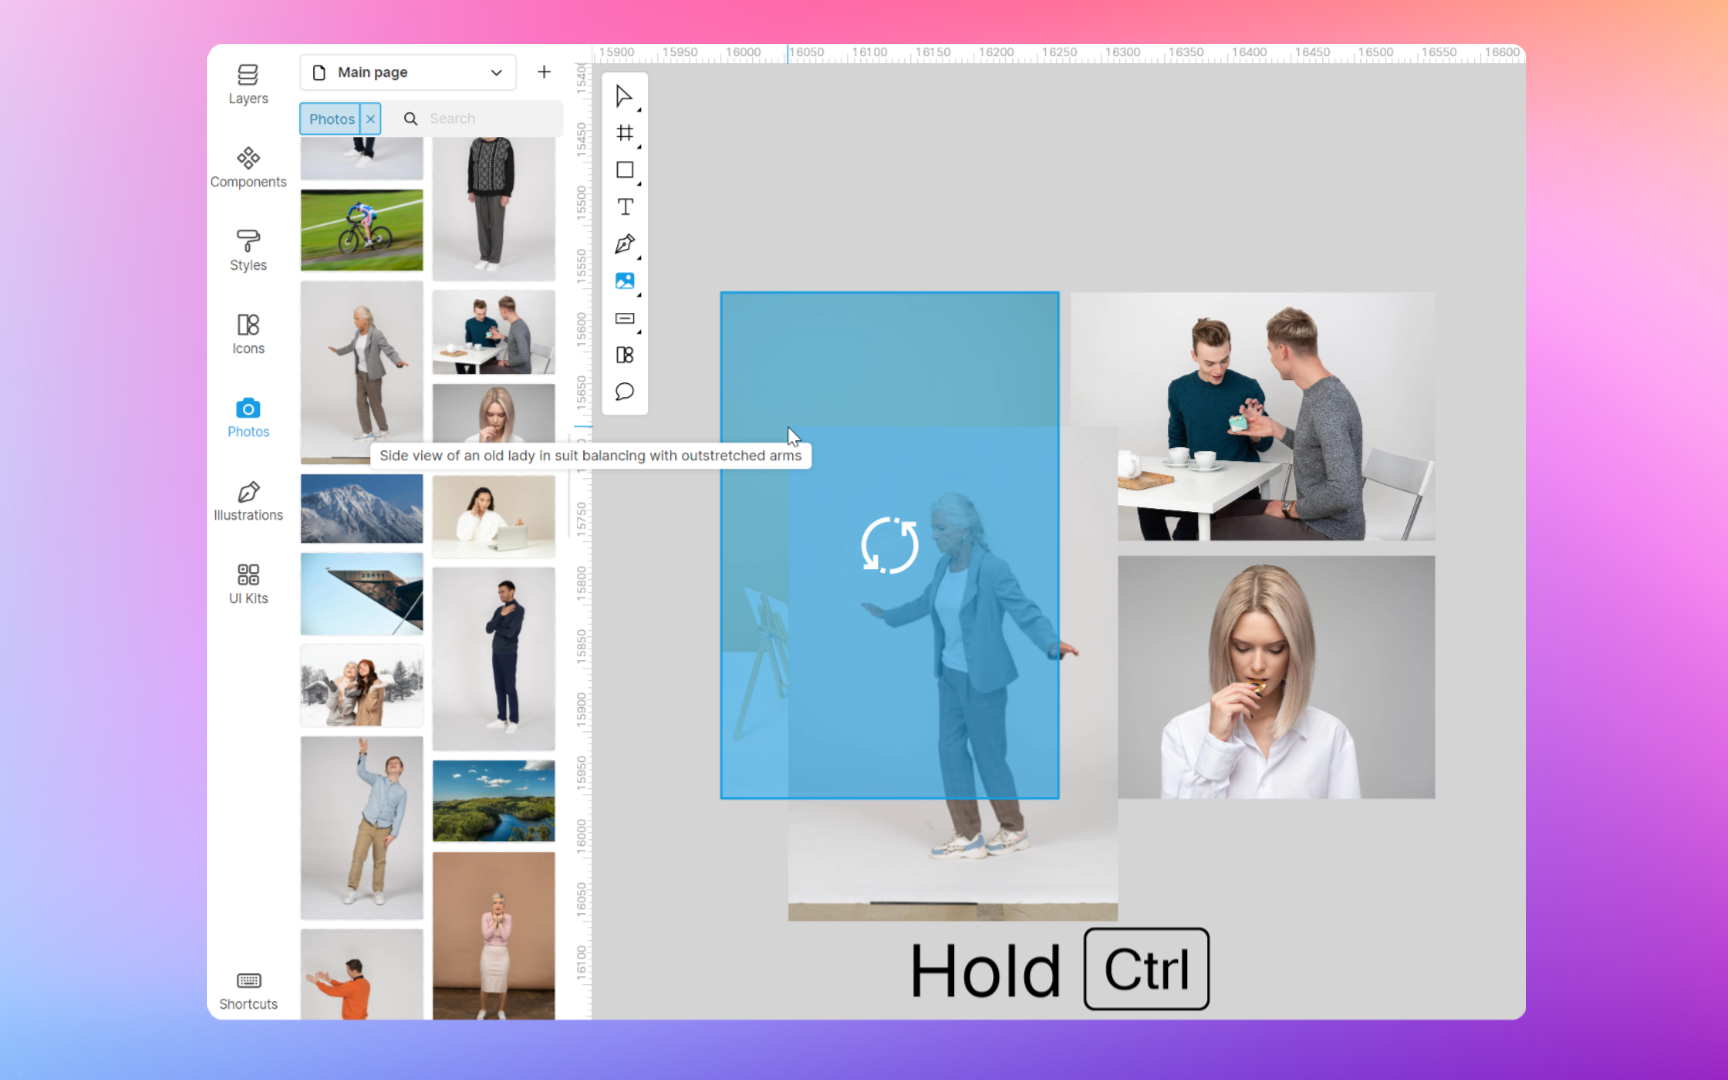 Layers
Components
Styles
Icons
Photos
Illustrations
UI Kits
Shortcuts
Main page
Photos
Search
15900 15950 16000 16050 16100 16150 16200 16250 16300 16350 16400 16450 16500 16550 16600
15450
15500
15550
15600
15650
15750
15800
15850
15900
15950
16000
16050
16100
T
Side view of an old lady in suit balancing with outstretched arms
Hold Ctrl